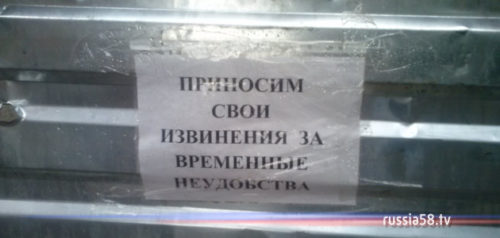 ПРИНОСИМ
СВОИ
ИЗВИНЕНИЯ ЗА
ВРЕМЕННЫЕ
НЕУДОБСТВА
russia58.tv